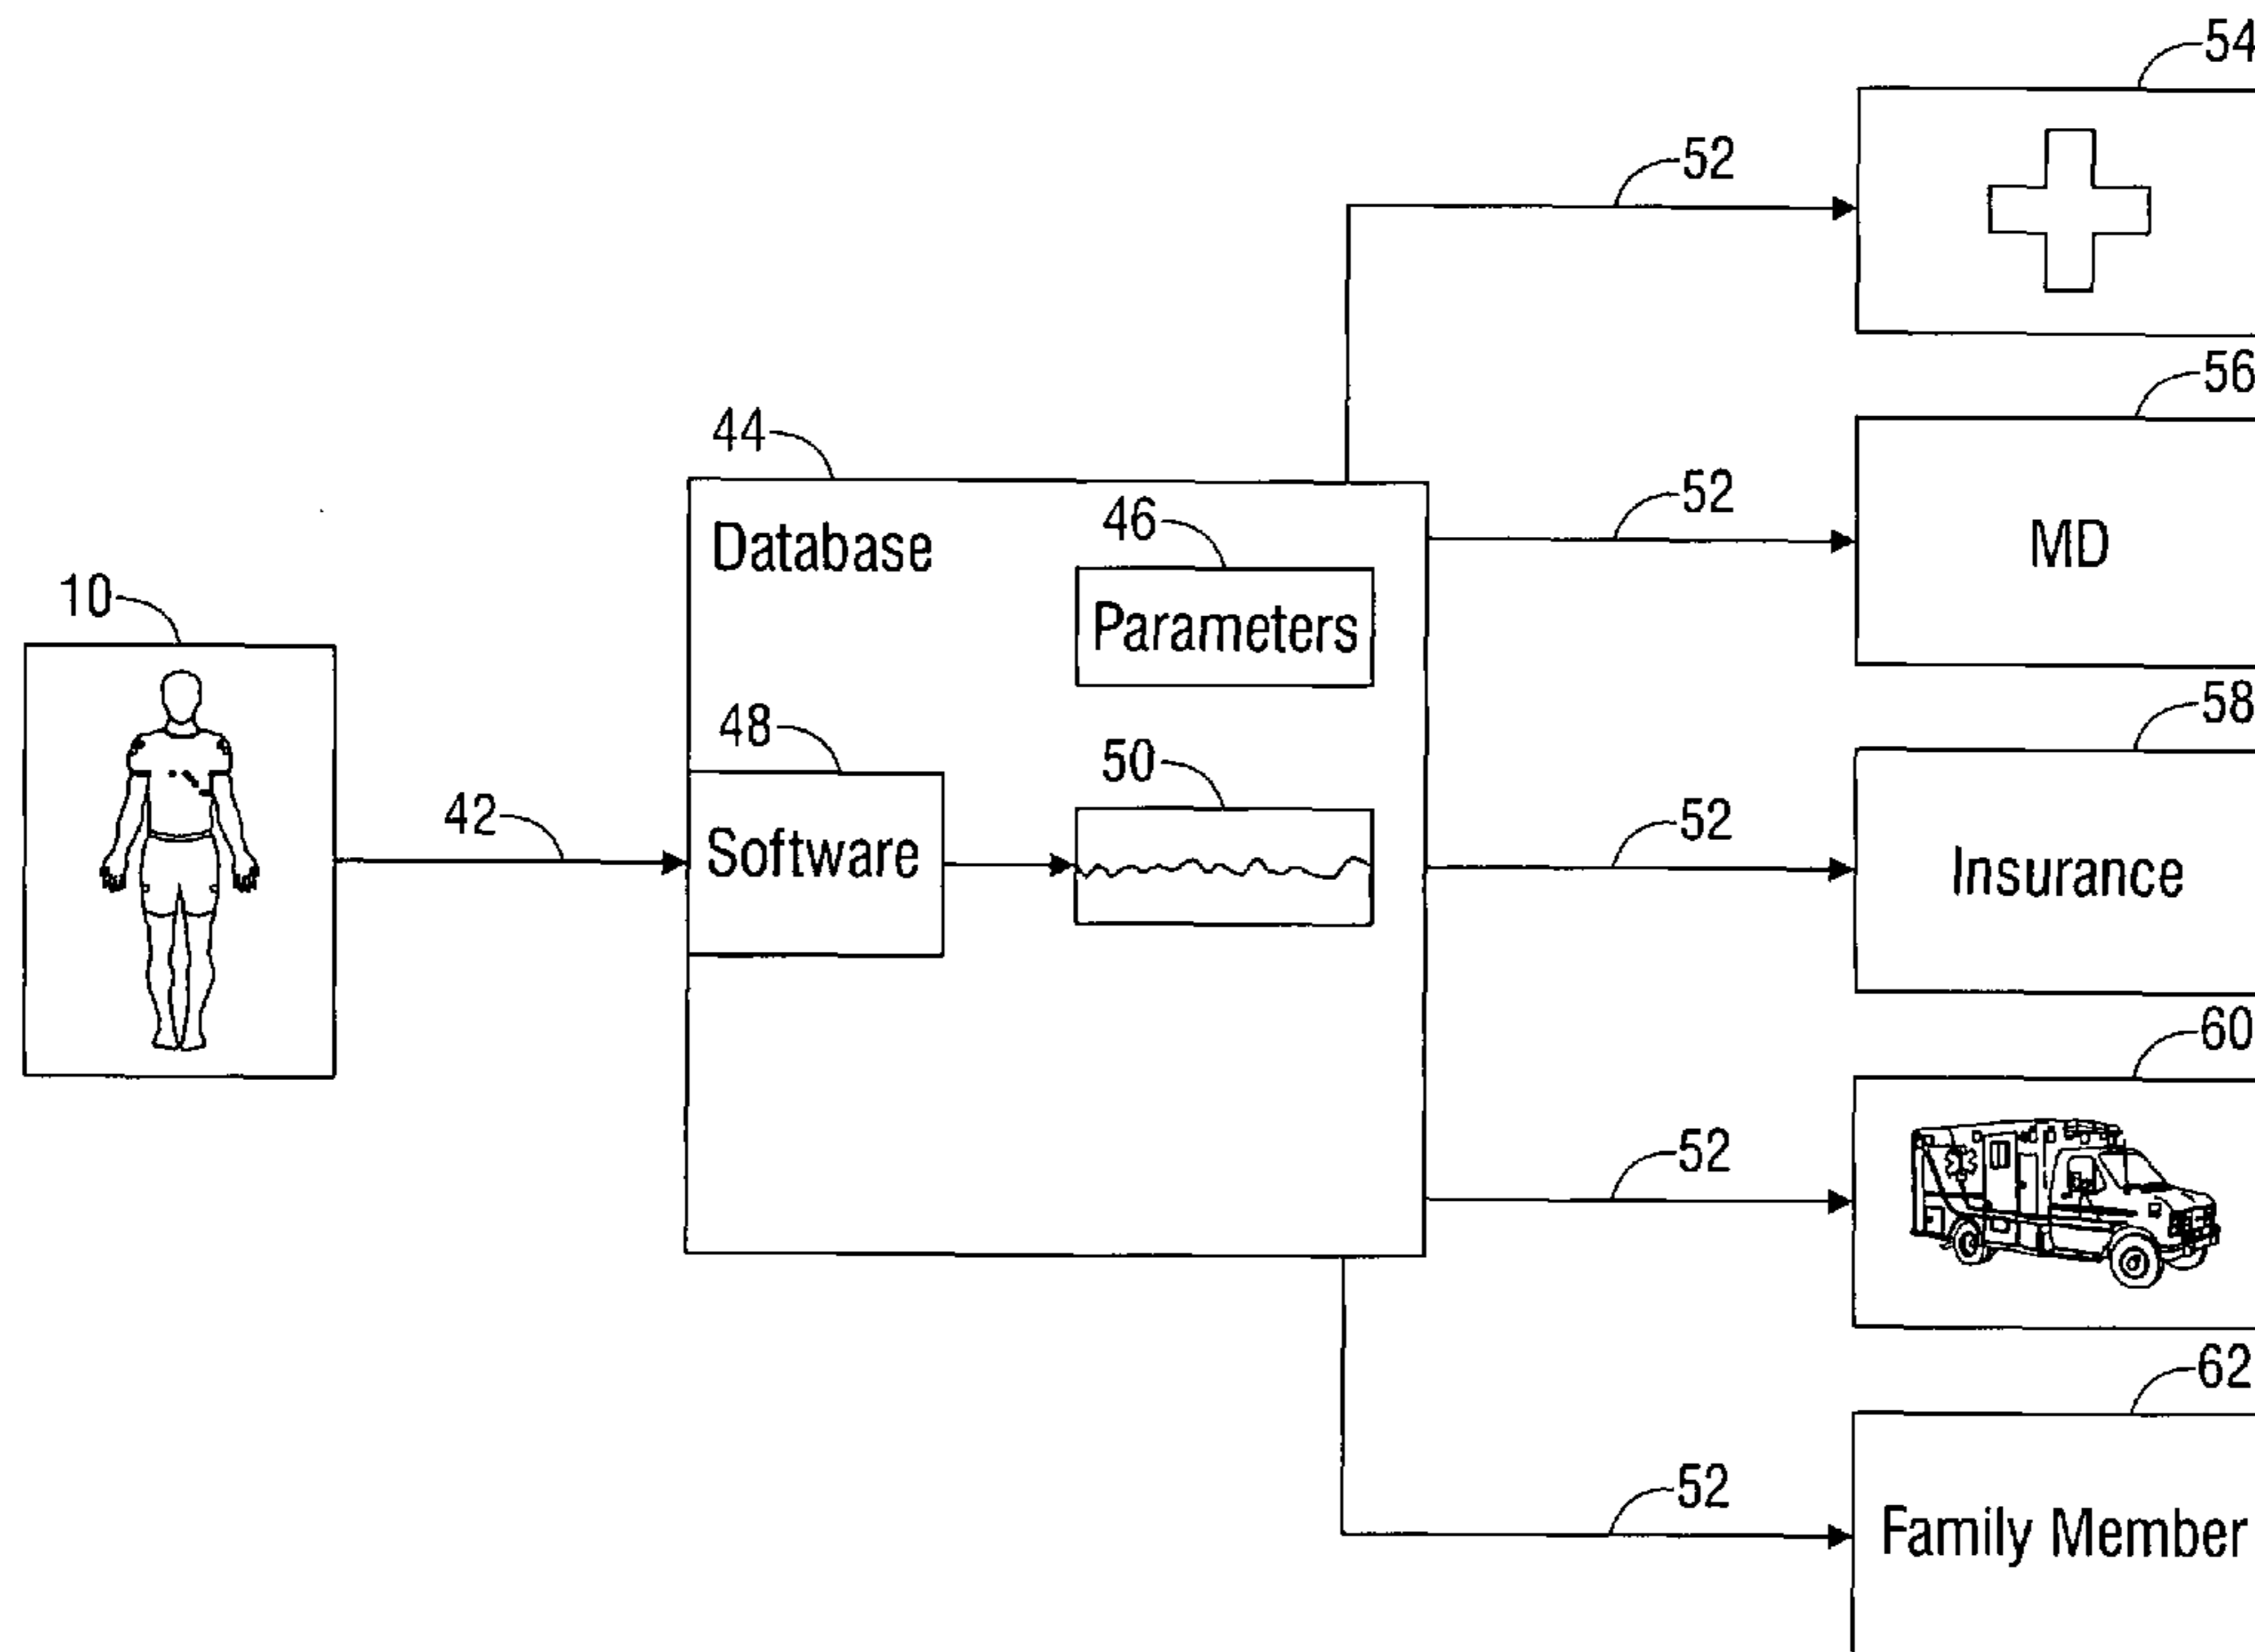 54
52
56
44
52
46
Database
MD
10
Parameters
58
48
50
52
42
Software
Insurance
60
52
62
52
Family Member